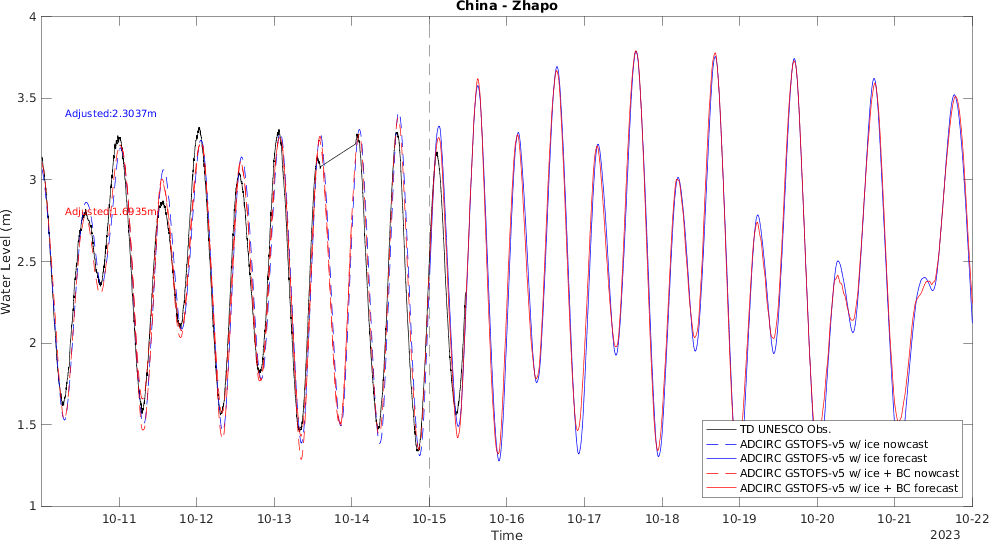 China - Zhapo
4
3.5
3
2.5
2
1.5
1
Water Level (m)
Adjusted:2.3037m
Adjusted:1.6935m
TD UNESCO Obs.
ADCIRC GSTOFS-v5 w/ ice nowcast
ADCIRC GSTOFS-v5 w/ ice forecast
ADCIRC GSTOFS-v5 w/ ice + BC nowcast
ADCIRC GSTOFS-v5 w/ ice + BC forecast
10-11 10-12 10-13 10-14 10-15 10-16 10-17 10-18 10-19 10-20 10-21 10-22
Time
2023